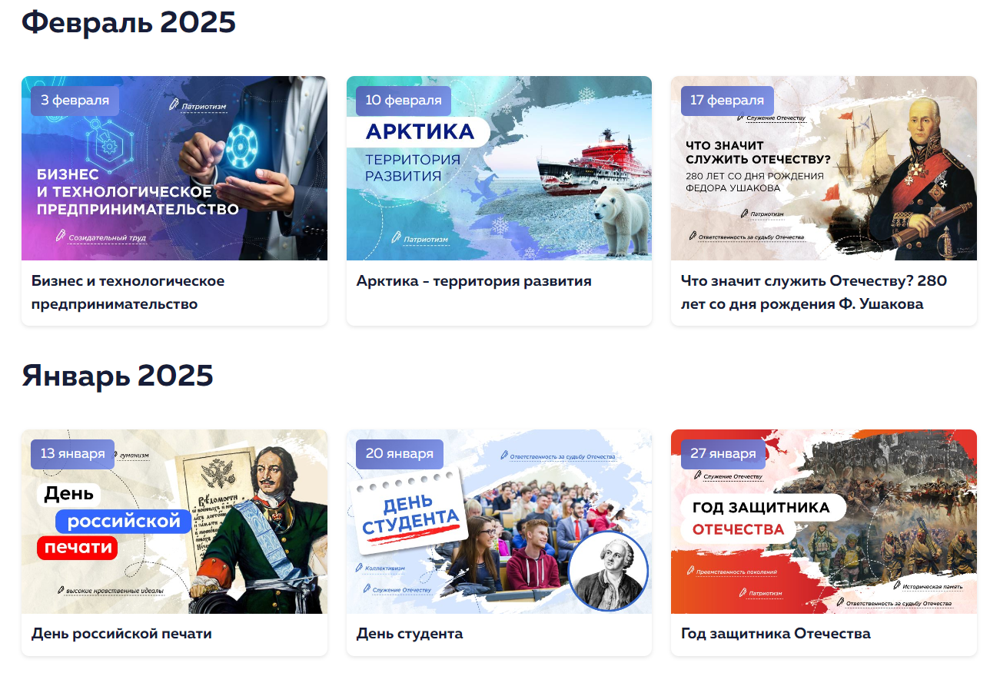 Февраль 2025
3 февраля
Патриотизм
БИЗНЕС
И ТЕХНОЛОГИЧЕСКОЕ
ПРЕДПРИНИМАТЕЛЬСТВО
Созидательный труд
Бизнес и технологическое
предпринимательство
10 февраля
АРКТИКА
ТЕРРИТОРИЯ
РАЗВИТИЯ
Патриотизм
Арктика - территория развития
17 февраля
Служение Отечеству
ЧТО ЗНАЧИТ
СЛУЖИТЬ ОТЕЧЕСТВУ?
280 ЛЕТ СО ДНЯ РОЖДЕНИЯ
ФЕДОРА УШАКОВА
Патриотизм
Ответственность за судьбу Отечества
Что значит служить Отечеству? 280
лет со дня рождения Ф. Ушакова
Январь 2025
13 января
гуманизм
День
российской
печати
высокие нравственные идеалы
День российской печати
20 января
Ответственность за судьбу Отечества
ДЕНЬ
СТУДЕНТА
Коллективизм
Служение Отечеству
День студента
27 января
Служение Отечеству
ГОД ЗАЩИТНИКА
ОТЕЧЕСТВА
Преемственность поколений
Патриотизм
Историческая память
Ответственность за судьбу Отечества
Год защитника Отечества